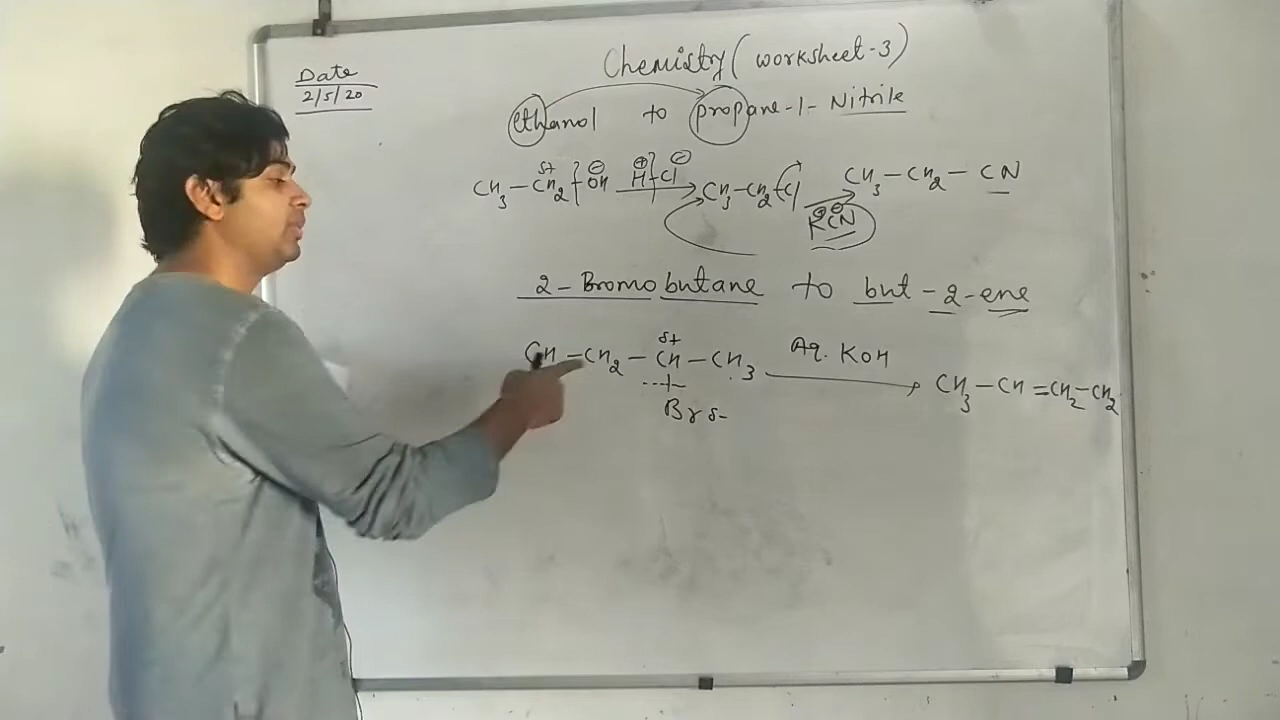 Date
2/5/20
Chemistry (worksheet-3)
ethanol to propane-1-Nitrile
CH3 – CH2 δ+ OH ⊖ H ⊕ – Cl ⊖ CH3 – CH2 – Cl KCN ⊕ ⊖ CH3 – CH2 – CN
2-Bromobutane to but-2-ene
CH – CH2 – CH δ+ – CH3 Aq. KOH CH3 – CH = CH2 – CH2
Br δ-